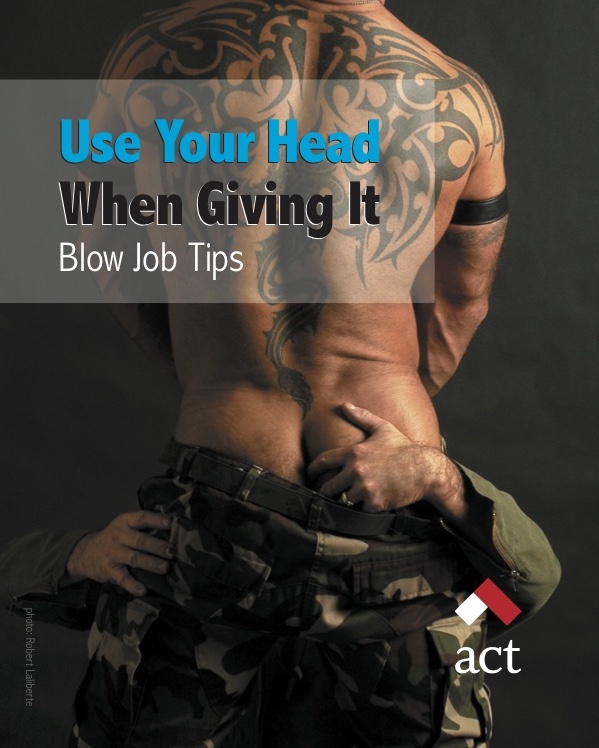 Use Your Head
When Giving It
Blow Job Tips
act
photo: Robert Laliberte